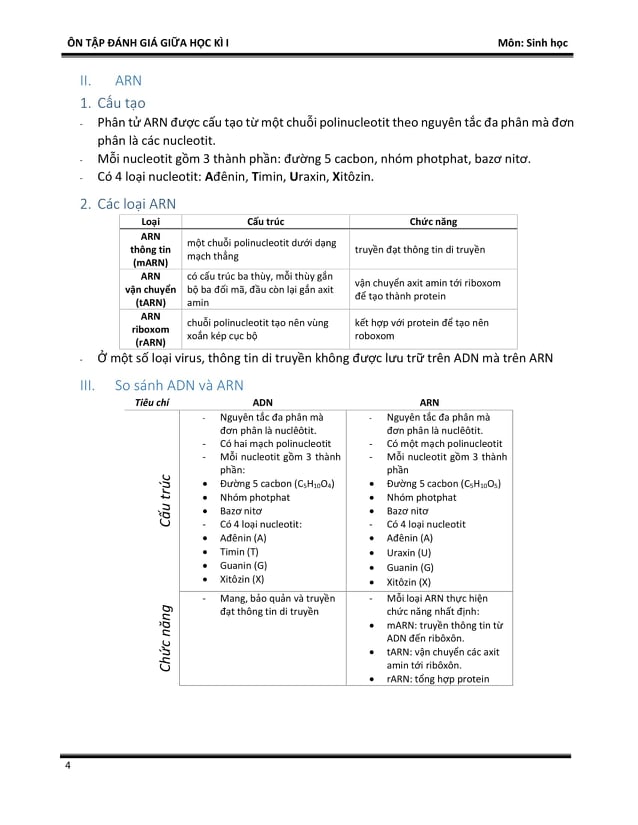 ÔN TẬP ĐÁNH GIÁ GIỮA HỌC KÌ I Môn: Sinh học
II. ARN
1. Cấu tạo
- Phân tử ARN được cấu tạo từ một chuỗi polinucleotit theo nguyên tắc đa phân mà đơn
phân là các nucleotit.
- Mỗi nucleotit gồm 3 thành phần: đường 5 cacbon, nhóm photphat, bazơ nitơ.
- Có 4 loại nucleotit: Ađênin, Timin, Uraxin, Xitôzin.
2. Các loại ARN
Loại Cấu trúc Chức năng
ARN
thông tin
(mARN)
một chuỗi polinucleotit dưới dạng
mạch thẳng
truyền đạt thông tin di truyền
ARN
vận chuyển
(tARN)
có cấu trúc ba thùy, mỗi thùy gắn
bộ ba đối mã, đầu còn lại gắn axit
amin
vận chuyển axit amin tới riboxom
để tạo thành protein
ARN
riboxom
(rARN)
chuỗi polinucleotit tạo nên vùng
xoắn kép cục bộ
kết hợp với protein để tạo nên
roboxom
- Ở một số loại virus, thông tin di truyền không được lưu trữ trên ADN mà trên ARN
III. So sánh ADN và ARN
Tiêu chí ADN ARN
Cấu trúc
- Nguyên tắc đa phân mà
đơn phân là nuclêôtit.
- Có hai mạch polinucleotit
- Mỗi nucleotit gồm 3 thành
phần:
• Đường 5 cacbon (C₅H₁₀O₄)
• Nhóm photphat
• Bazơ nitơ
- Có 4 loại nucleotit:
• Ađênin (A)
• Timin (T)
• Guanin (G)
• Xitôzin (X)
- Nguyên tắc đa phân mà
đơn phân là nuclêôtit.
- Có một mạch polinucleotit
- Mỗi nucleotit gồm 3 thành
phần
• Đường 5 cacbon (C₅H₁₀O₅)
• Nhóm photphat
• Bazơ nitơ
- Có 4 loại nucleotit
• Ađênin (A)
• Uraxin (U)
• Guanin (G)
• Xitôzin (X)
Chức năng
- Mang, bảo quản và truyền
đạt thông tin di truyền
- Mỗi loại ARN thực hiện
chức năng nhất định:
• mARN: truyền thông tin từ
ADN đến ribôxôn.
• tARN: vận chuyển các axit
amin tới ribôxôn.
• rARN: tổng hợp protein
4